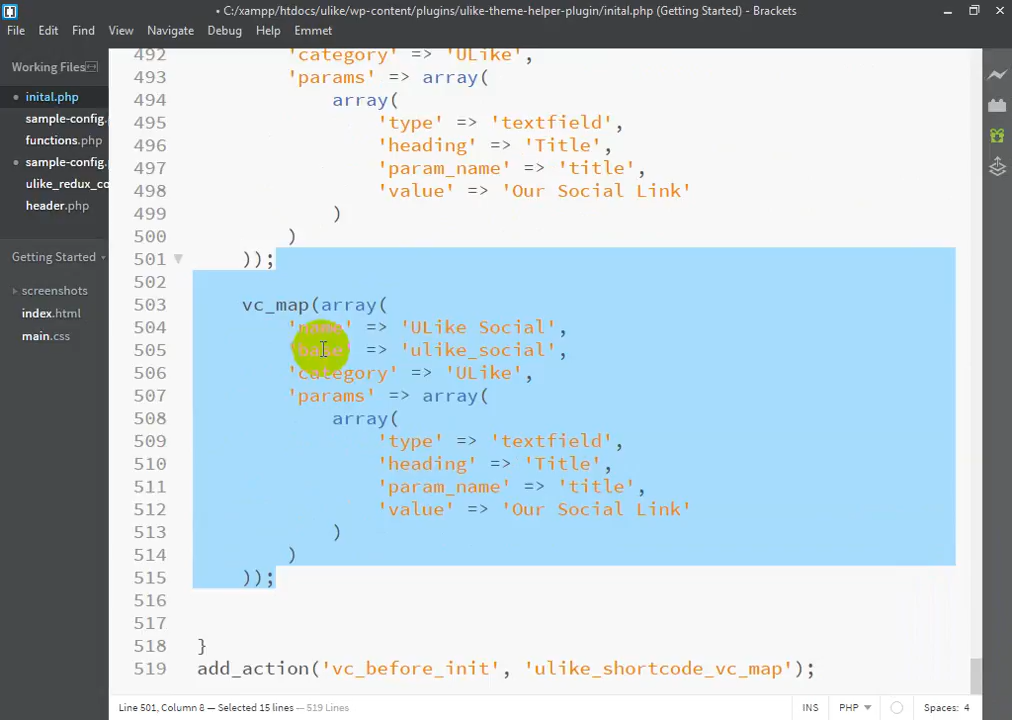 • C:/xampp/htdocs/ulike/wp-content/plugins/ulike-theme-helper-plugin/inital.php (Getting Started) - Brackets
File Edit Find View Navigate Debug Help Emmet
Working Files
inital.php
sample-config.
functions.php
sample-config.
ulike_redux_co
header.php
Getting Started
screenshots
index.html
main.css
492 'category' => 'ULike',
493 'params' => array(
494 array(
495 'type' => 'textfield',
496 'heading' => 'Title',
497 'param_name' => 'title',
498 'value' => 'Our Social Link'
499 )
500 )
501 ));
502
503 vc_map(array(
504 'name' => 'ULike Social',
505 'base' => 'ulike_social',
506 'category' => 'ULike',
507 'params' => array(
508 array(
509 'type' => 'textfield',
510 'heading' => 'Title',
511 'param_name' => 'title',
512 'value' => 'Our Social Link'
513 )
514 )
515 ));
516
517
518 }
519 add_action('vc_before_init', 'ulike_shortcode_vc_map');
Line 501, Column 8 — Selected 15 lines — 519 Lines
INS PHP Spaces: 4